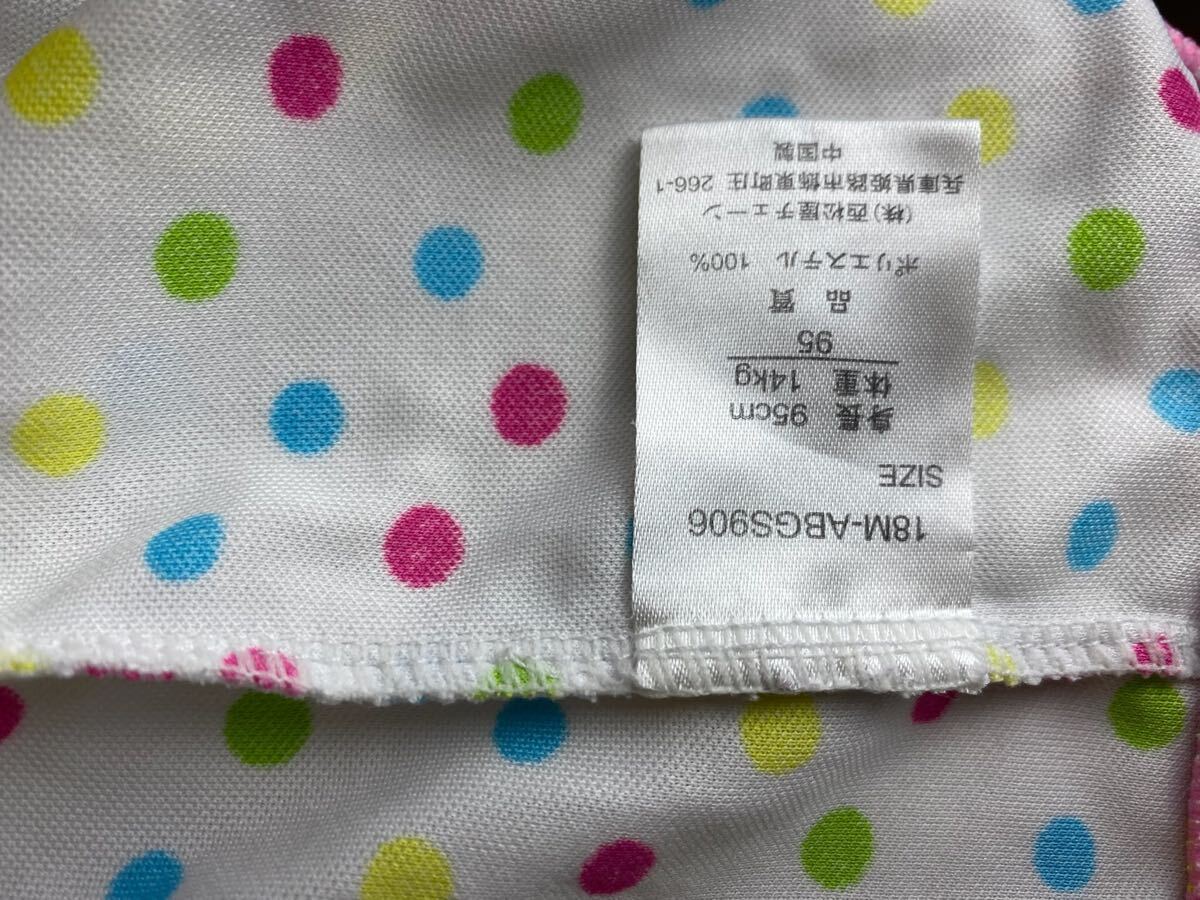 18M-ABGS906
SIZE
身長 95cm
体重 14kg
95
品 質
ポリエステル 100%
(株)西松屋チェーン
兵庫県姫路市飾東町庄 266-1
中国製